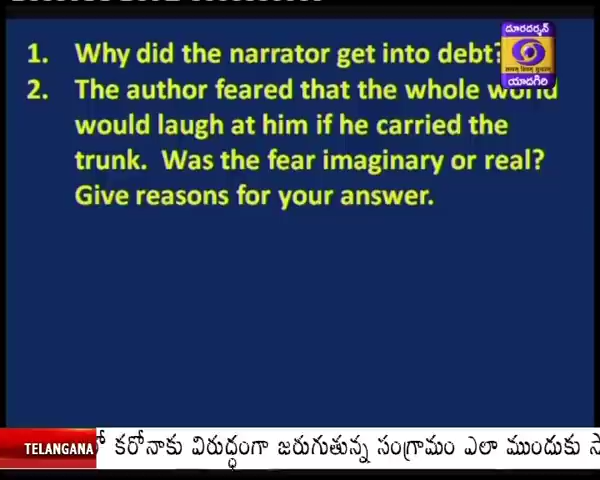 దూరదర్శన్
యాదగిరి
1. Why did the narrator get into debt?
2. The author feared that the whole world
would laugh at him if he carried the
trunk. Was the fear imaginary or real?
Give reasons for your answer.
TELANGANA
కరోనాకు విరుద్ధంగా జరుగుతున్న సంగ్రామం ఎలా ముందుకు